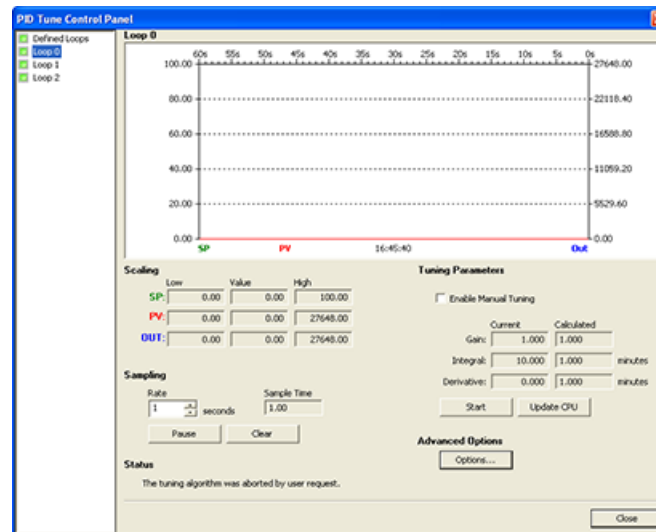 PID Tune Control Panel
Defined Loops
Loop 0
Loop 1
Loop 2
Loop 0
60s 55s 50s 45s 40s 35s 30s 25s 20s 15s 10s 5s 0s
100.00 27648.00
80.00 22118.40
60.00 16588.80
40.00 11059.20
20.00 5529.60
0.00 0.00
SP PV 16:45:40 Out
Scaling
Low Value High
SP: 0.00 0.00 100.00
PV: 0.00 0.00 27648.00
OUT: 0.00 0.00 27648.00
Sampling
Rate Sample Time
1 seconds 1.00
Pause Clear
Status
The tuning algorithm was aborted by user request.
Tuning Parameters
Enable Manual Tuning
Current Calculated
Gain: 1.000 1.000
Integral: 10.000 1.000 minutes
Derivative: 0.000 1.000 minutes
Start Update CPU
Advanced Options
Options...
Close